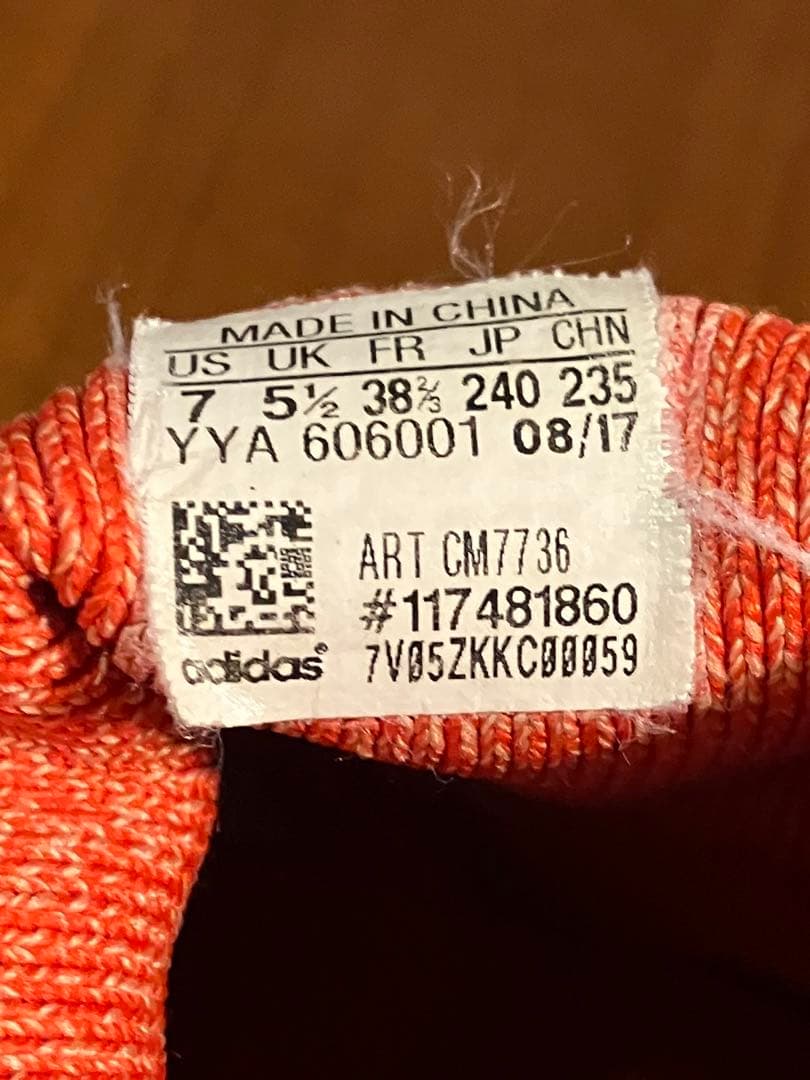 MADE IN CHINA
US UK FR JP CHN
7 5½ 38⅔ 240 235
YYA 606001 08/17
ART CM7736
#117481860
adidas® 7V05ZKKC00059